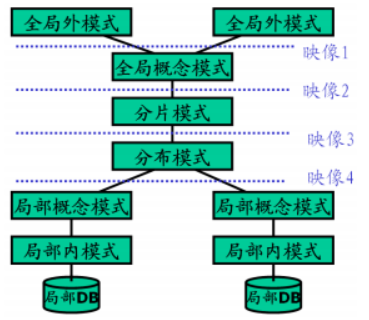 全局外模式 全局外模式
映像1
全局概念模式
映像2
分片模式
映像3
分布模式
映像4
局部概念模式 局部概念模式
局部内模式 局部内模式
局部DB 局部DB